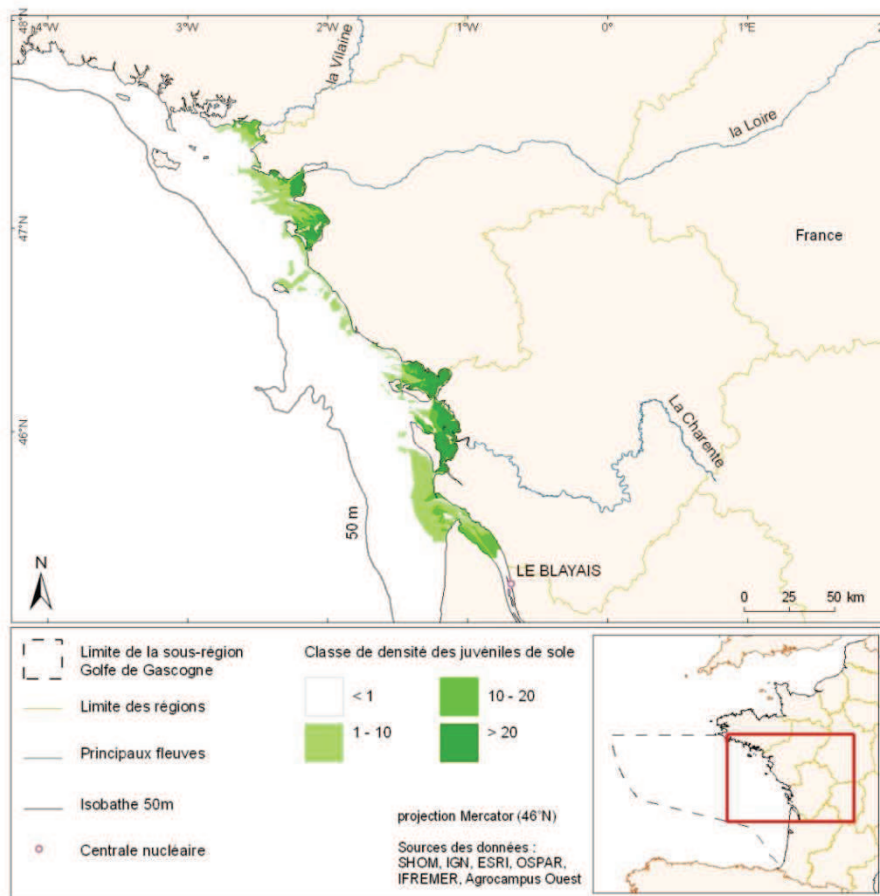 48°N
4°W
3°W
2°W
1°W
0°
1°E
la Vilaine
la Loire
47°N
France
46°N
La Charente
50 m
N
LE BLAYAIS
0 25 50 km
Limite de la sous-région
Golfe de Gascogne
Limite des régions
Principaux fleuves
Isobathe 50m
Centrale nucléaire
Classe de densité des juvéniles de sole
< 1
10 - 20
1 - 10
> 20
projection Mercator (46°N)
Sources des données :
SHOM, IGN, ESRI, OSPAR,
IFREMER, Agrocampus Ouest